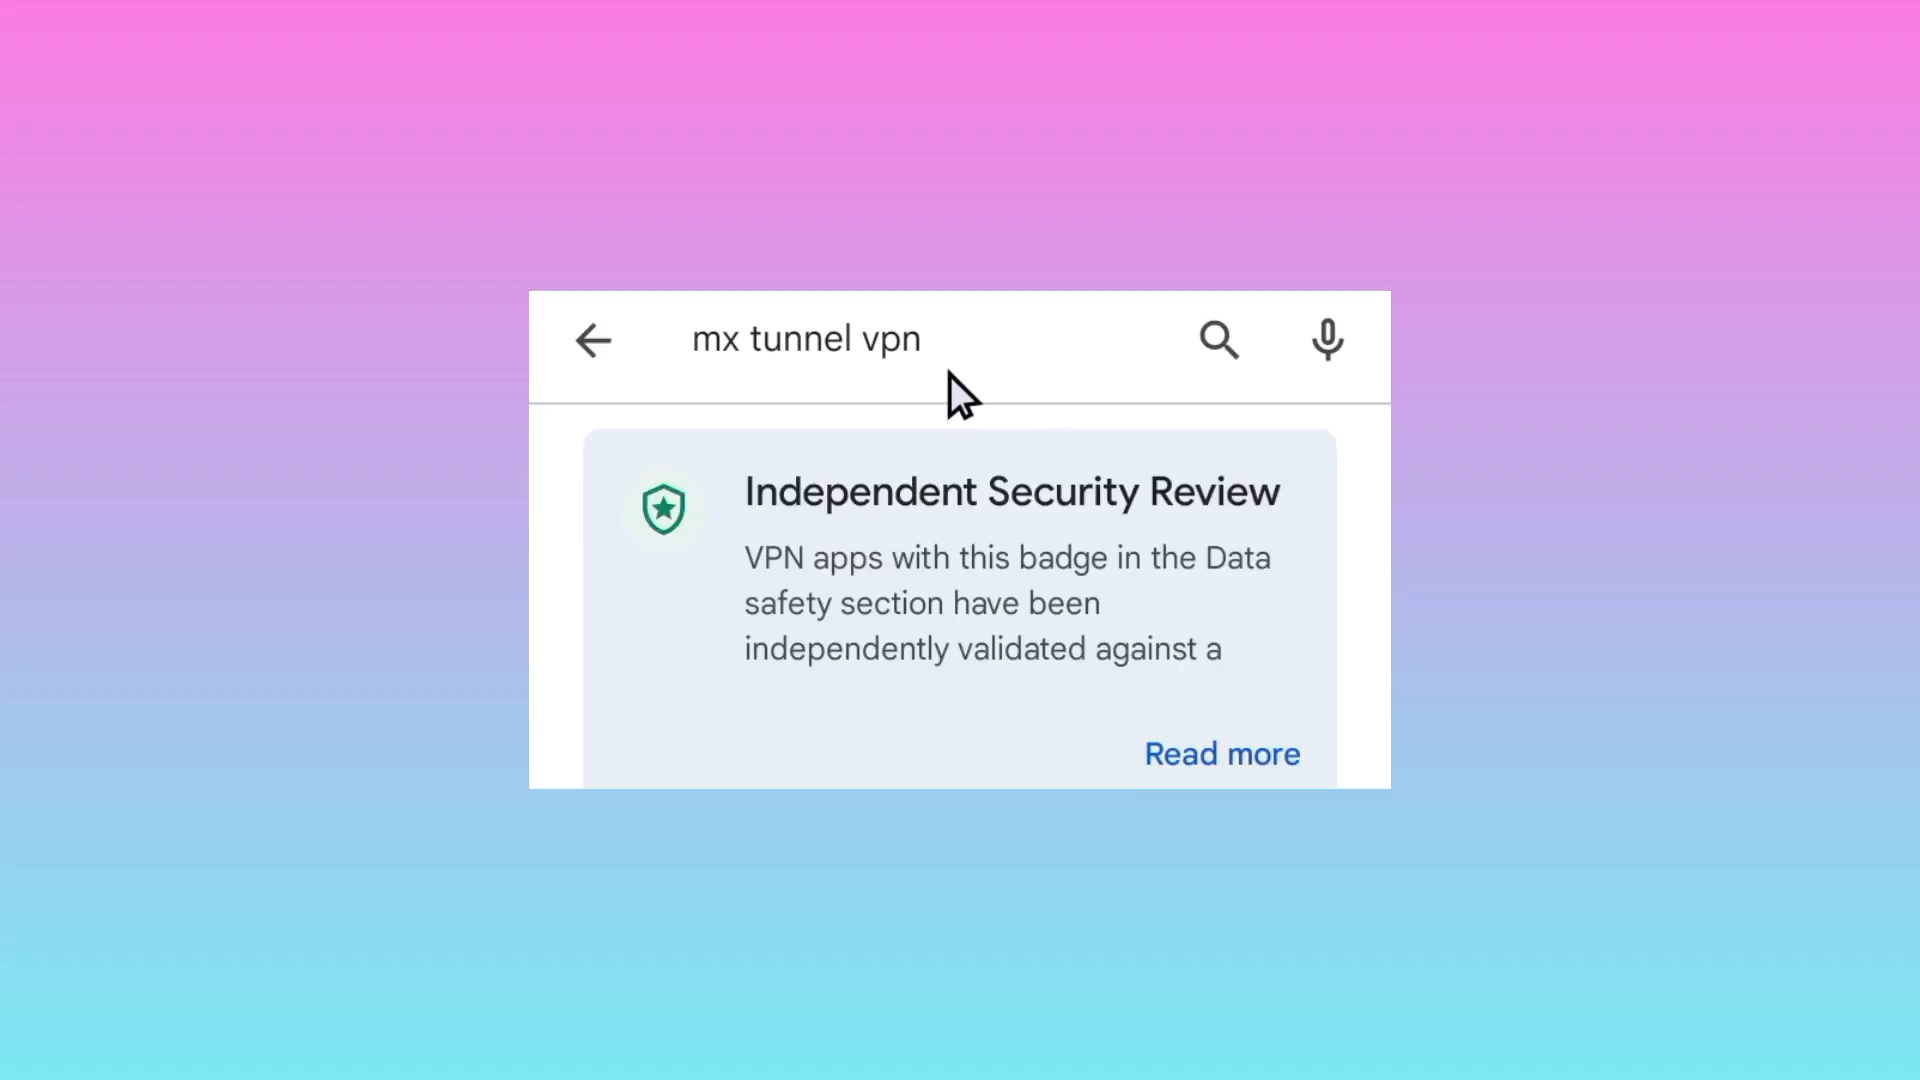 mx tunnel vpn
Independent Security Review
VPN apps with this badge in the Data
safety section have been
independently validated against a
Read more